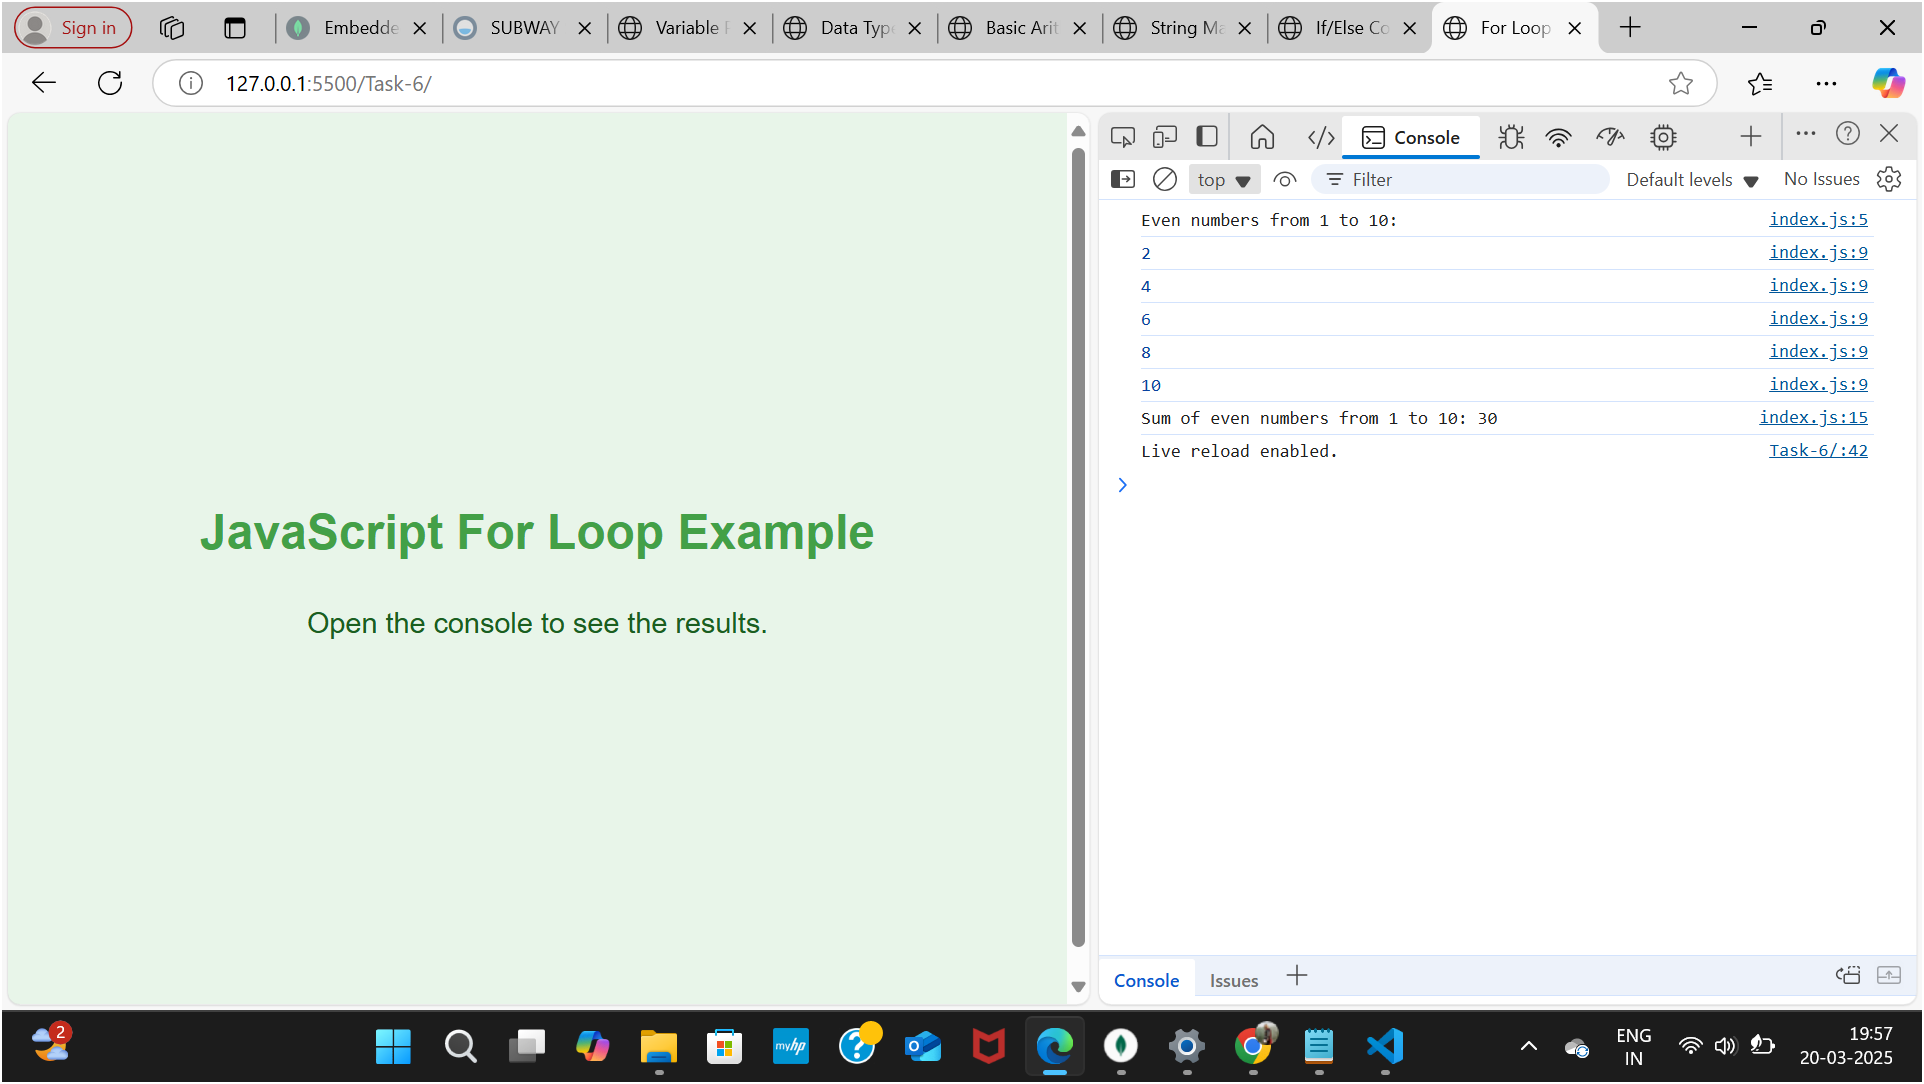 Sign in
Embedde
SUBWAY
Variable
Data Type
Basic Arit
String Ma
If/Else Co
For Loop
127.0.0.1:5500/Task-6/
Console
top
Filter
Default levels
No Issues
Even numbers from 1 to 10: index.js:5
2 index.js:9
4 index.js:9
6 index.js:9
8 index.js:9
10 index.js:9
Sum of even numbers from 1 to 10: 30 index.js:15
Live reload enabled. Task-6/:42
JavaScript For Loop Example
Open the console to see the results.
Console Issues
2
myhp
ENG
IN
19:57
20-03-2025